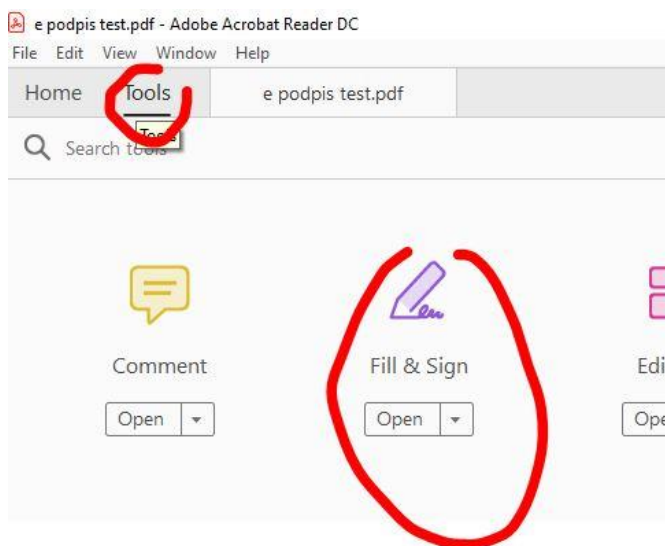 e podpis test.pdf - Adobe Acrobat Reader DC
File Edit View Window Help
Home Tools e podpis test.pdf
Tools
Search tools
Comment Fill & Sign Edi
Open Open Ope